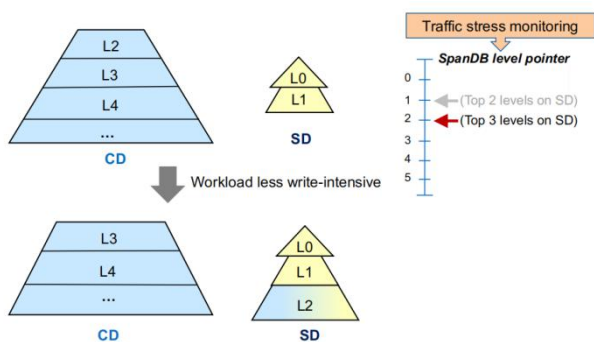 L2
L3
L4
...
CD
L0
L1
SD
Traffic stress monitoring
SpanDB level pointer
0
1
(Top 2 levels on SD)
2
(Top 3 levels on SD)
3
4
5
Workload less write-intensive
L3
L4
...
CD
L0
L1
L2
SD